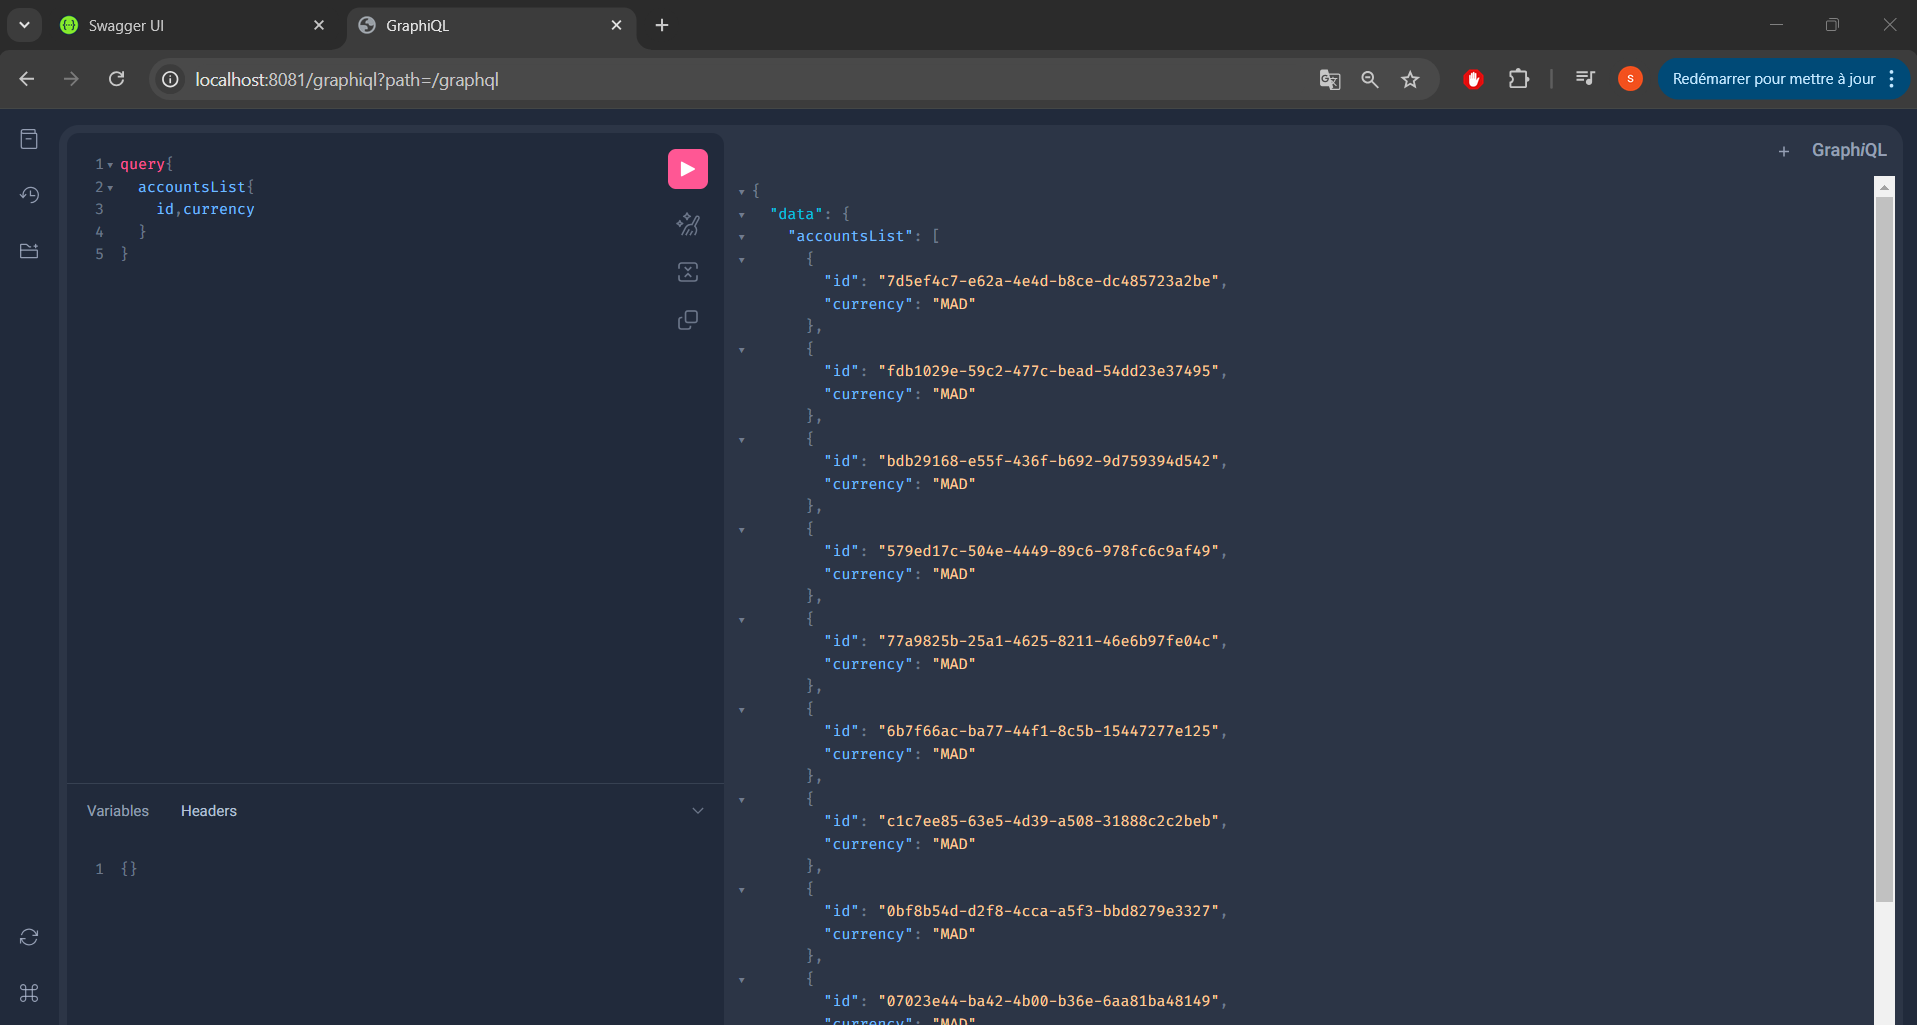 Swagger UI
GraphiQL
localhost:8081/graphiql?path=/graphql
S
Redémarrer pour mettre à jour
1 query{
2 accountsList{
3 id,currency
4 }
5 }
Variables Headers
1 {}
GraphiQL
{
"data": {
"accountsList": [
{
"id": "7d5ef4c7-e62a-4e4d-b8ce-dc485723a2be",
"currency": "MAD"
},
{
"id": "fdb1029e-59c2-477c-bead-54dd23e37495",
"currency": "MAD"
},
{
"id": "bdb29168-e55f-436f-b692-9d759394d542",
"currency": "MAD"
},
{
"id": "579ed17c-504e-4449-89c6-978fc6c9af49",
"currency": "MAD"
},
{
"id": "77a9825b-25a1-4625-8211-46e6b97fe04c",
"currency": "MAD"
},
{
"id": "6b7f66ac-ba77-44f1-8c5b-15447277e125",
"currency": "MAD"
},
{
"id": "c1c7ee85-63e5-4d39-a508-31888c2c2beb",
"currency": "MAD"
},
{
"id": "0bf8b54d-d2f8-4cca-a5f3-bbd8279e3327",
"currency": "MAD"
},
{
"id": "07023e44-ba42-4b00-b36e-6aa81ba48149",
"currency": "MAD"